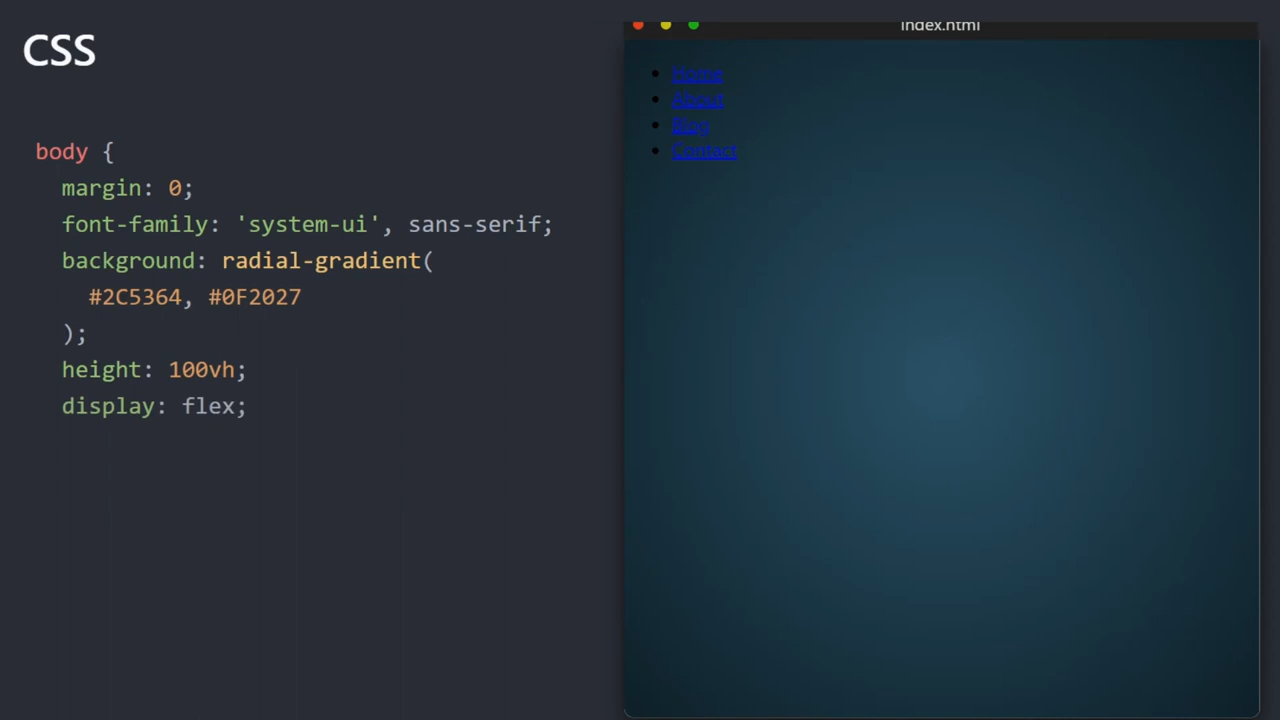 CSS
body {
margin: 0;
font-family: 'system-ui', sans-serif;
background: radial-gradient(
#2C5364, #0F2027
);
height: 100vh;
display: flex;
index.html
Home
About
Blog
Contact